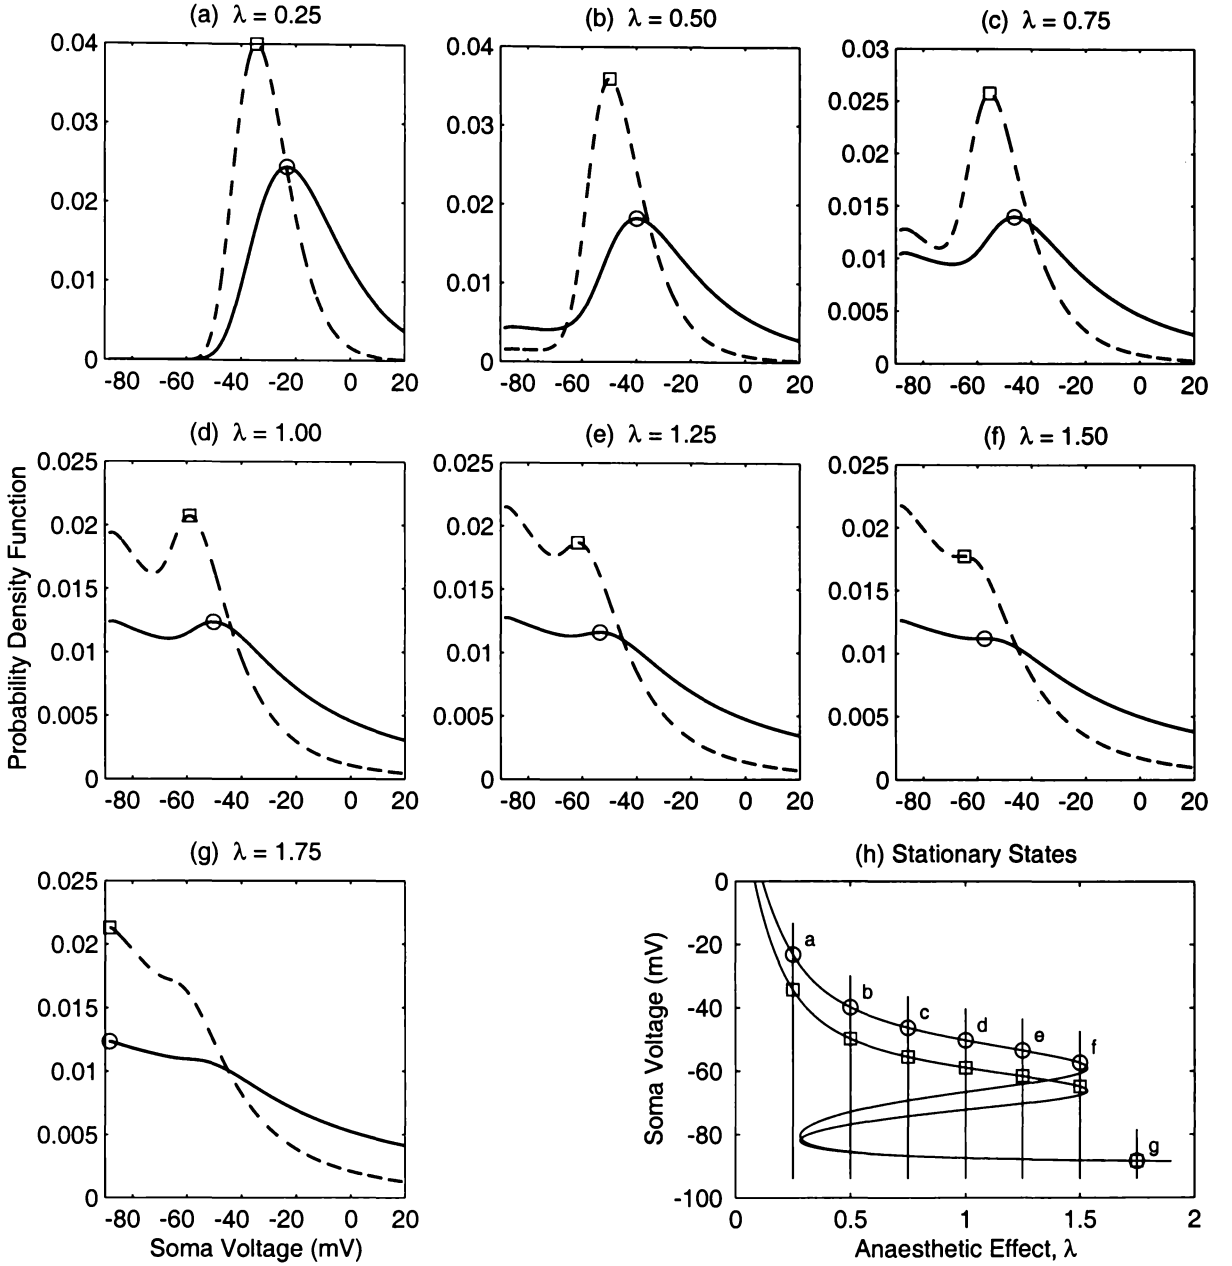 (a) λ = 0.25
(b) λ = 0.50
(c) λ = 0.75
0.04
0.03
0.02
0.01
0
-80 -60 -40 -20 0 20
0.04
0.03
0.02
0.01
0
-80 -60 -40 -20 0 20
0.03
0.025
0.02
0.015
0.01
0.005
0
-80 -60 -40 -20 0 20
(d) λ = 1.00
(e) λ = 1.25
(f) λ = 1.50
Probability Density Function
0.025
0.02
0.015
0.01
0.005
0
-80 -60 -40 -20 0 20
0.025
0.02
0.015
0.01
0.005
0
-80 -60 -40 -20 0 20
0.025
0.02
0.015
0.01
0.005
0
-80 -60 -40 -20 0 20
(g) λ = 1.75
0.025
0.02
0.015
0.01
0.005
0
-80 -60 -40 -20 0 20
Soma Voltage (mV)
(h) Stationary States
Soma Voltage (mV)
0
-20
-40
-60
-80
-100
a
b
c
d
e
f
g
0 0.5 1 1.5 2
Anaesthetic Effect, λ